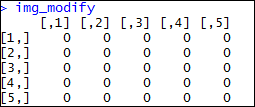 > img_modify
     [,1] [,2] [,3] [,4] [,5]
[1,]    0    0    0    0    0
[2,]    0    0    0    0    0
[3,]    0    0    0    0    0
[4,]    0    0    0    0    0
[5,]    0    0    0    0    0